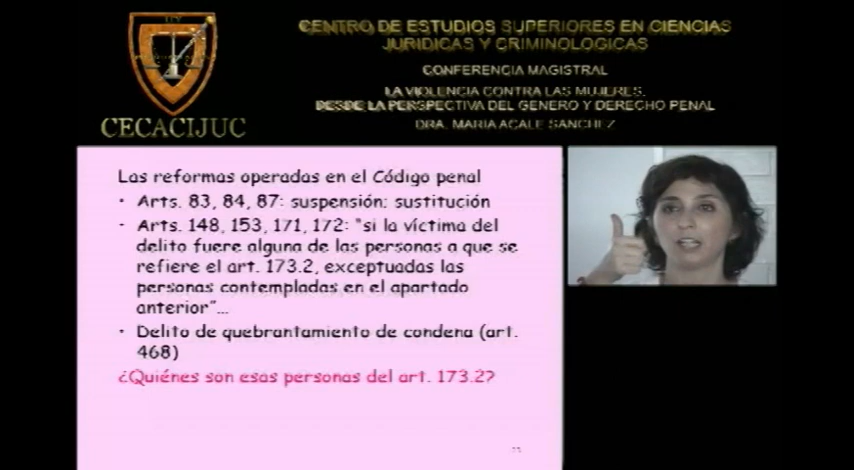 CENTRO DE ESTUDIOS SUPERIORES EN CIENCIAS
JURIDICAS Y CRIMINOLOGICAS
CONFERENCIA MAGISTRAL
LA VIOLENCIA CONTRA LAS MUJERES.
DESDE LA PERSPECTIVA DEL GENERO Y DERECHO PENAL
DRA. MARIA ACALE SANCHEZ
CECACIJUC
Las reformas operadas en el Código penal
• Arts. 83, 84, 87: suspensión; sustitución
• Arts. 148, 153, 171, 172: “si la víctima del
delito fuere alguna de las personas a que se
refiere el art. 173.2, exceptuadas las
personas contempladas en el apartado
anterior”...
• Delito de quebrantamiento de condena (art.
468)
¿Quiénes son esas personas del art. 173.2?